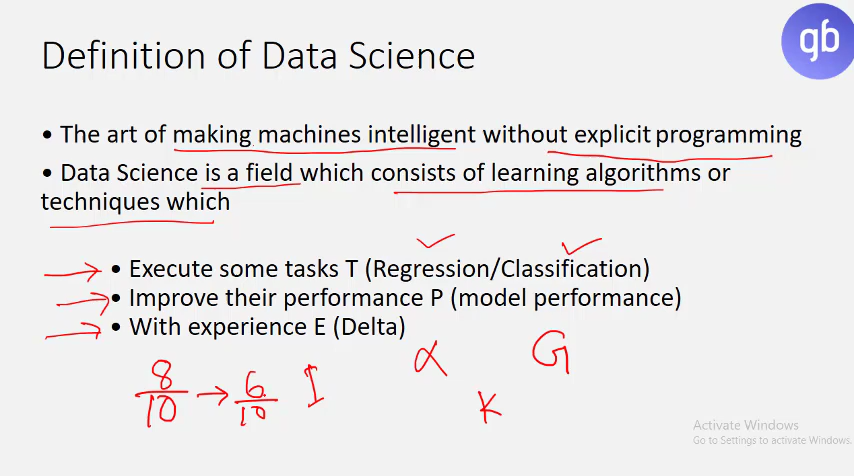 gb
Definition of Data Science
• The art of making machines intelligent without explicit programming
• Data Science is a field which consists of learning algorithms or
techniques which
• Execute some tasks T (Regression/Classification)
• Improve their performance P (model performance)
• With experience E (Delta)
8/10 → 6/10 I α G
K
Activate Windows
Go to Settings to activate Windows.